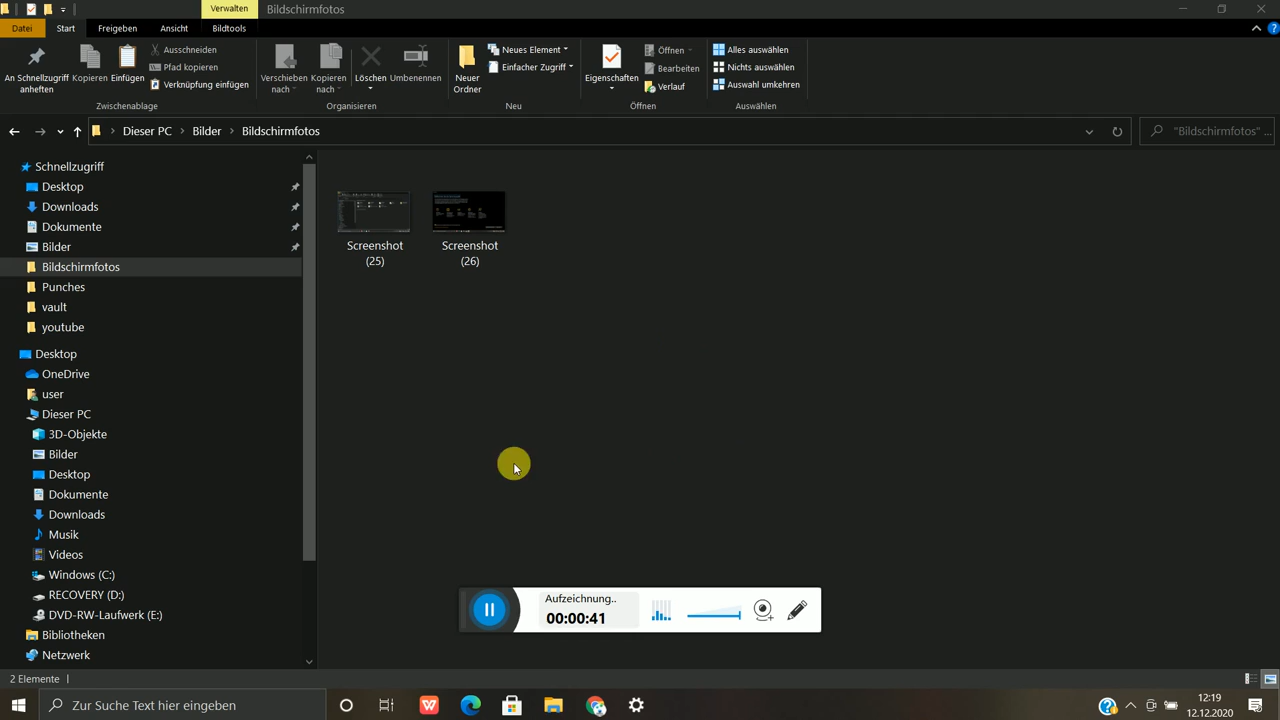 Verwalten
Bildschirmfotos
Datei
Start
Freigeben
Ansicht
Bildtools
An Schnellzugriff
anheften
Kopieren
Einfügen
Ausschneiden
Pfad kopieren
Verknüpfung einfügen
Zwischenablage
Verschieben
nach
Kopieren
nach
Löschen
Umbenennen
Organisieren
Neuer
Ordner
Neues Element
Einfacher Zugriff
Neu
Eigenschaften
Öffnen
Bearbeiten
Verlauf
Öffnen
Alles auswählen
Nichts auswählen
Auswahl umkehren
Auswählen
Dieser PC
Bilder
Bildschirmfotos
"Bildschirmfotos" ...
Schnellzugriff
Desktop
Downloads
Dokumente
Bilder
Bildschirmfotos
Punches
vault
youtube
Desktop
OneDrive
user
Dieser PC
3D-Objekte
Bilder
Desktop
Dokumente
Downloads
Musik
Videos
Windows (C:)
RECOVERY (D:)
DVD-RW-Laufwerk (E:)
Bibliotheken
Netzwerk
Screenshot
(25)
Screenshot
(26)
Aufzeichnung..
00:00:41
2 Elemente
Zur Suche Text hier eingeben
12:19
12.12.2020